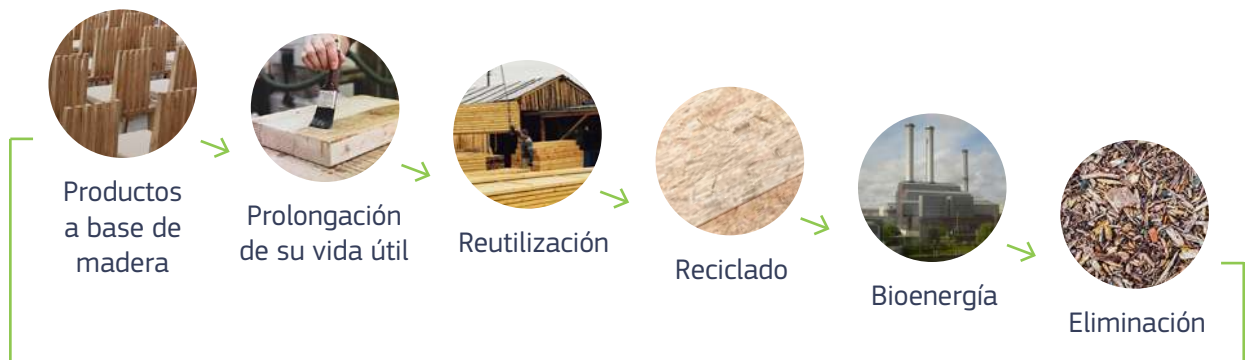 Productos
a base de
madera
Prolongación
de su vida útil
Reutilización
Reciclado
Bioenergía
Eliminación